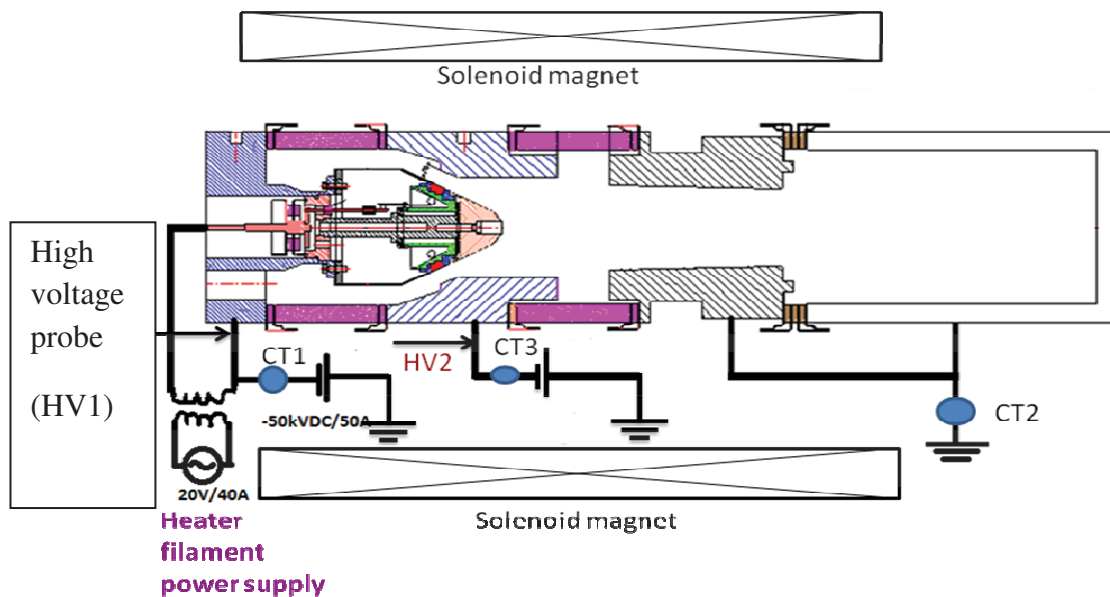 Solenoid magnet
High
voltage
probe
(HV1)
CT1
HV2
CT3
-50kVDC/50A
CT2
20V/40A
Solenoid magnet
Heater
filament
power supply